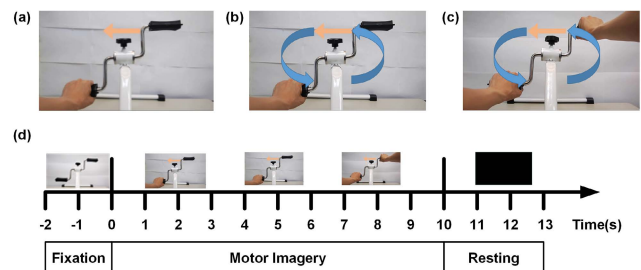 (a) (b) (c)
(d)
-2 -1 0 1 2 3 4 5 6 7 8 9 10 11 12 13 Time(s)
Fixation Motor Imagery Resting